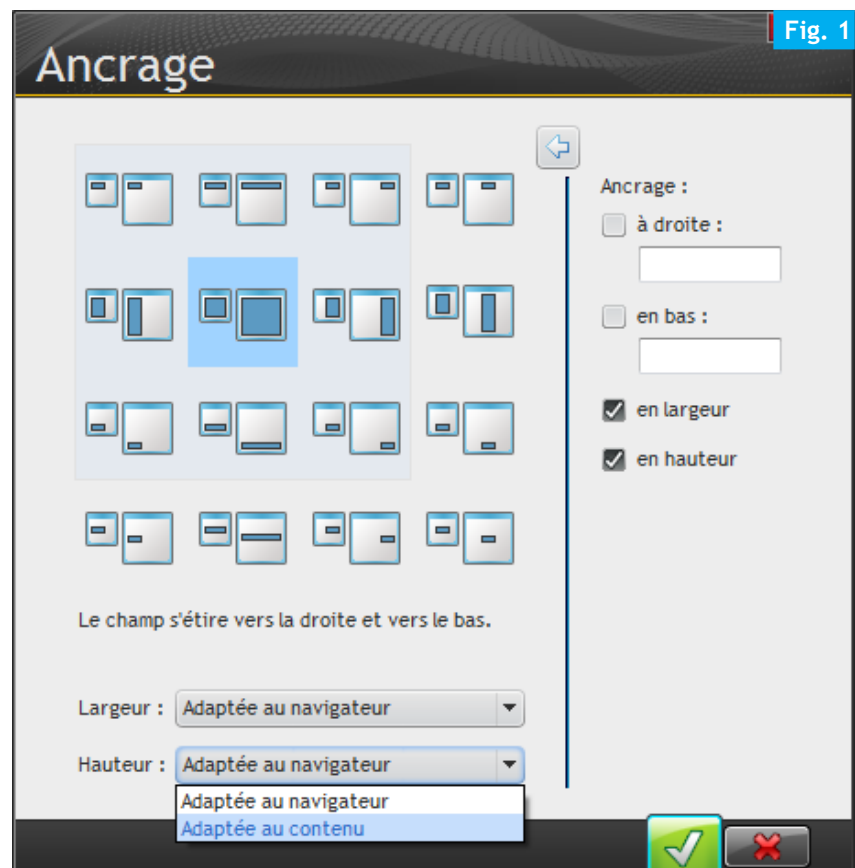 Fig. 1
Ancrage
Ancrage :
à droite :
en bas :
en largeur
en hauteur
Le champ s'étire vers la droite et vers le bas.
Largeur : Adaptée au navigateur
Hauteur : Adaptée au navigateur
Adaptée au navigateur
Adaptée au contenu